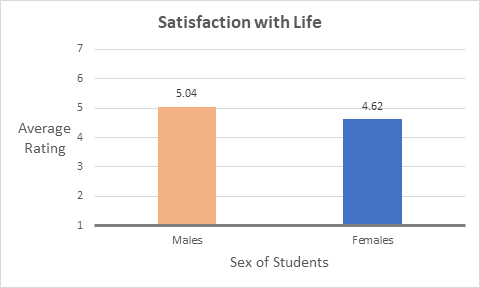 Satisfaction with Life
7
6
5
4
3
2
1
Average
Rating
5.04
4.62
Males
Females
Sex of Students